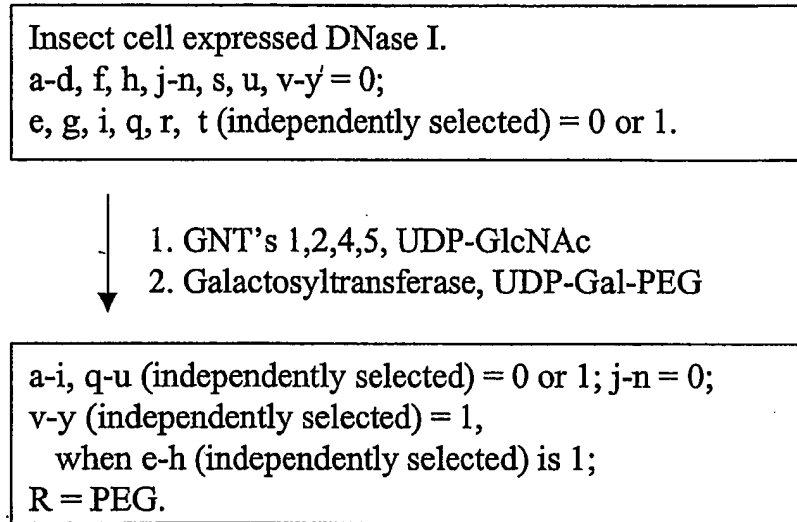 Insect cell expressed DNase I.
a-d, f, h, j-n, s, u, v-y = 0;
e, g, i, q, r, t (independently selected) = 0 or 1.
1. GNT's 1,2,4,5, UDP-GlcNAc
2. Galactosyltransferase, UDP-Gal-PEG
a-i, q-u (independently selected) = 0 or 1; j-n = 0;
v-y (independently selected) = 1,
when e-h (independently selected) is 1;
R = PEG.